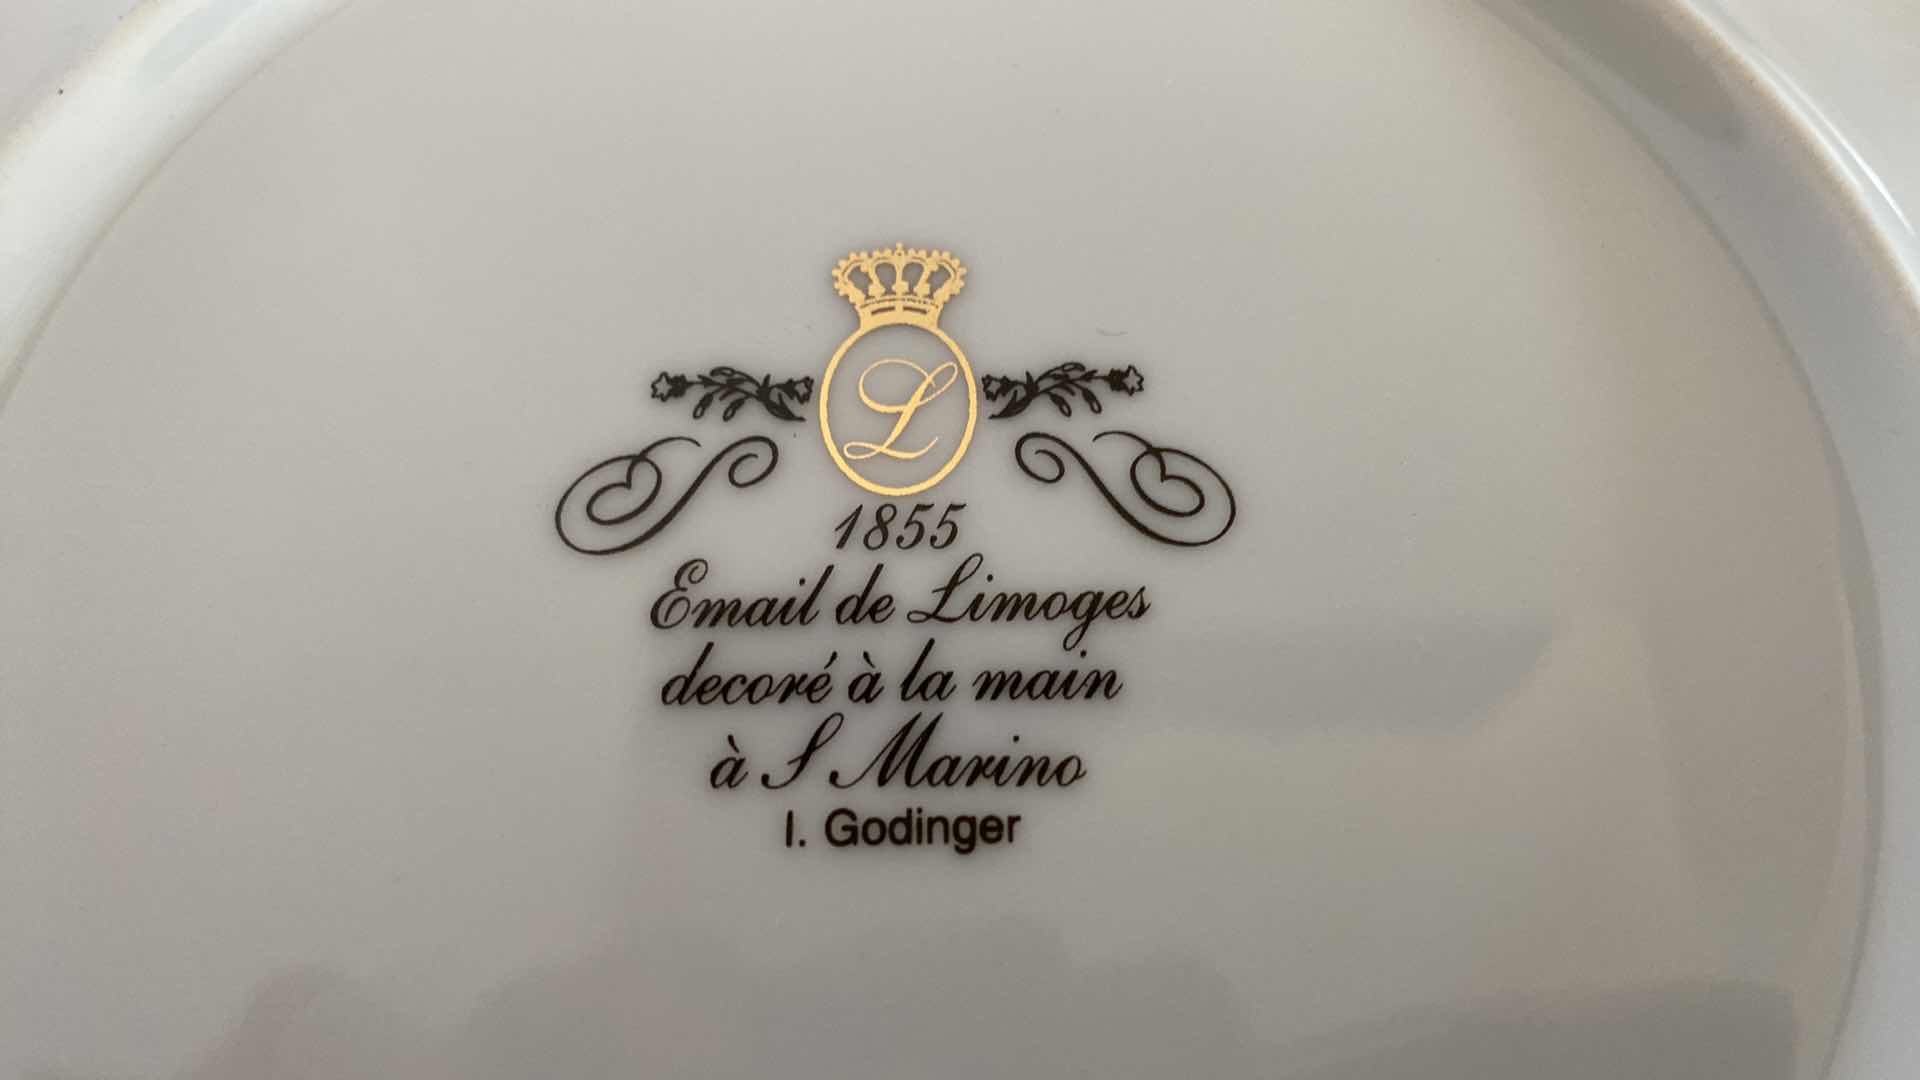 L
1855
Email de Limoges
decoré à la main
à S Marino
I. Godinger